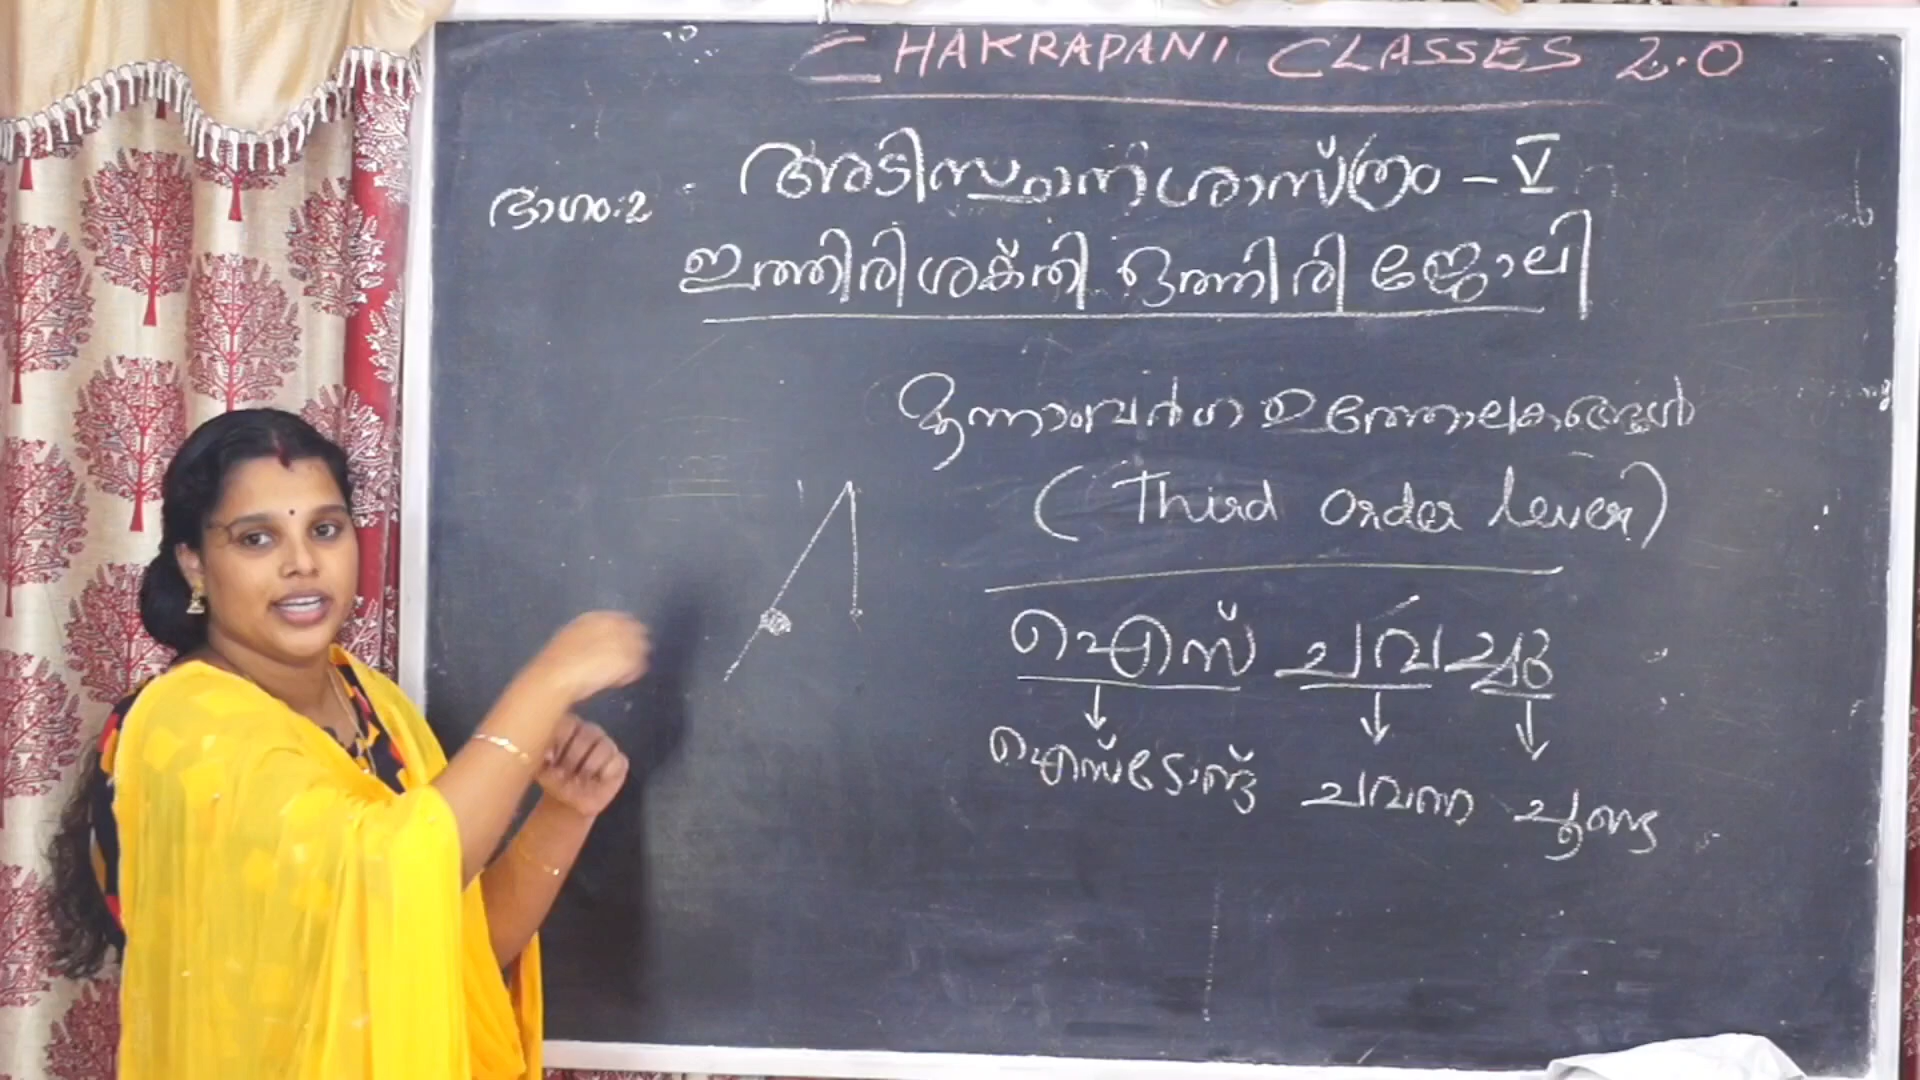 CHAKRAPANI CLASSES 2.0
അടിസ്ഥാനശാസ്ത്രം - V
ഭാഗം:2
ഇത്തിരി ശക്തി ഒത്തിരി ജോലി
മൂന്നാംവർഗ ഉത്തോലകങ്ങൾ
(Third Order lever)
ഐസ് ചവച്ചു
ഐസ്ടോങ്സ് ചവണ ചൂണ്ട